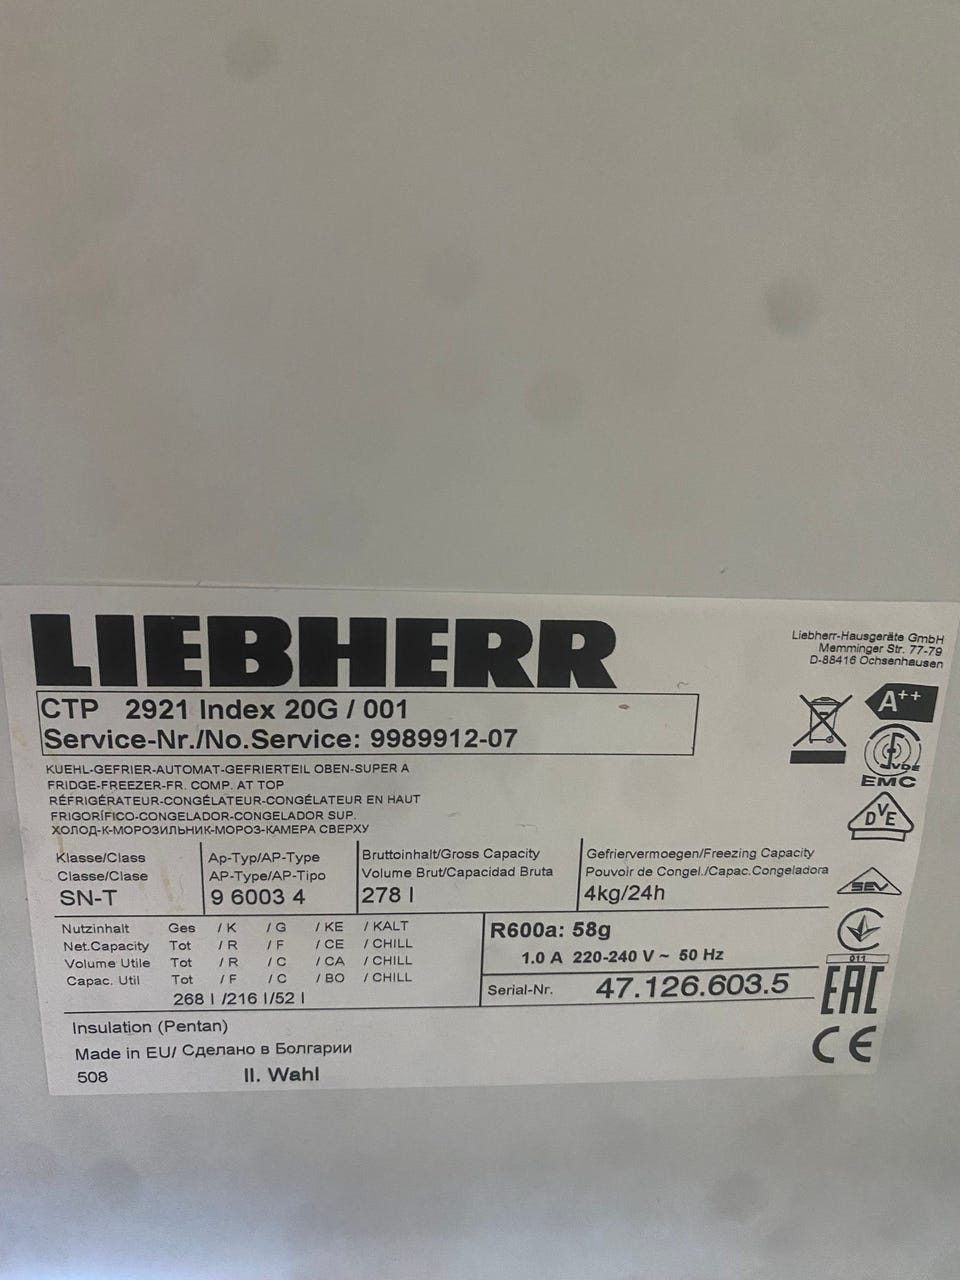 LIEBHERR
Liebherr-Hausgeräte GmbH
Memminger Str. 77-79
D-88416 Ochsenhausen
CTP 2921 Index 20G / 001
Service-Nr./No.Service: 9989912-07
A++
KUEHL-GEFRIER-AUTOMAT-GEFRIERTEIL OBEN-SUPER A
FRIDGE-FREEZER-FR. COMP. AT TOP
RÉFRIGÉRATEUR-CONGÉLATEUR-CONGÉLATEUR EN HAUT
FRIGORÍFICO-CONGELADOR-CONGELADOR SUP.
ХОЛОД-К-МОРОЗИЛЬНИК-МОРОЗ-КАМЕРА СВЕРХУ
VDE
EMC
DVE
Klasse/Class
Classe/Clase
SN-T
Ap-Typ/AP-Type
AP-Type/AP-Tipo
9 6003 4
Bruttoinhalt/Gross Capacity
Volume Brut/Capacidad Bruta
278 l
Gefriervermoegen/Freezing Capacity
Pouvoir de Congel./Capac.Congeladora
4kg/24h
SEV
Nutzinhalt Ges / K / G / KE / KALT
Net.Capacity Tot / R / F / CE / CHILL
Volume Utile Tot / R / C / CA / CHILL
Capac. Util Tot / F / C / BO / CHILL
268 l /216 l/52 l
R600a: 58g
1.0 A 220-240 V ~ 50 Hz
Serial-Nr. 47.126.603.5
011
EAC
CE
Insulation (Pentan)
Made in EU/ Сделано в Болгарии
508 II. Wahl